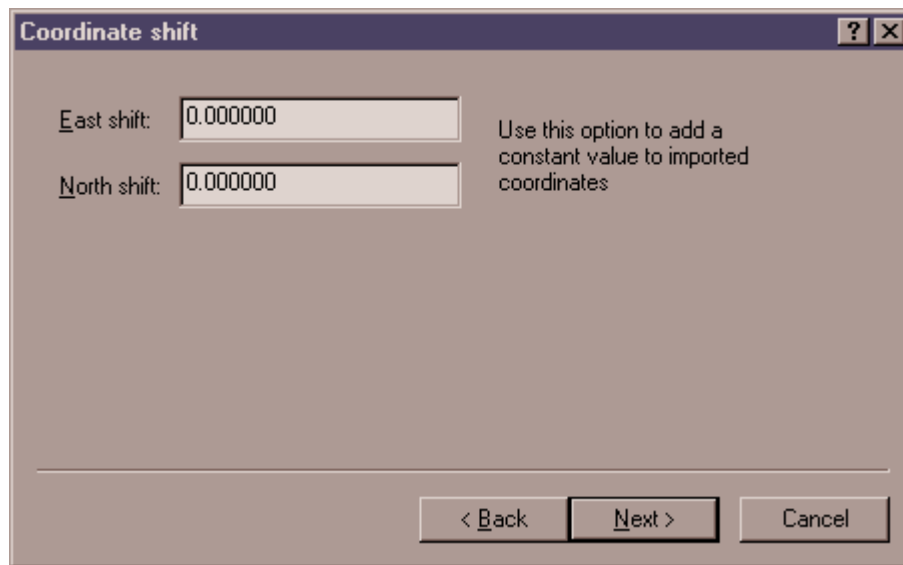 Coordinate shift
East shift: 0.000000
North shift: 0.000000
Use this option to add a
constant value to imported
coordinates
< Back Next > Cancel